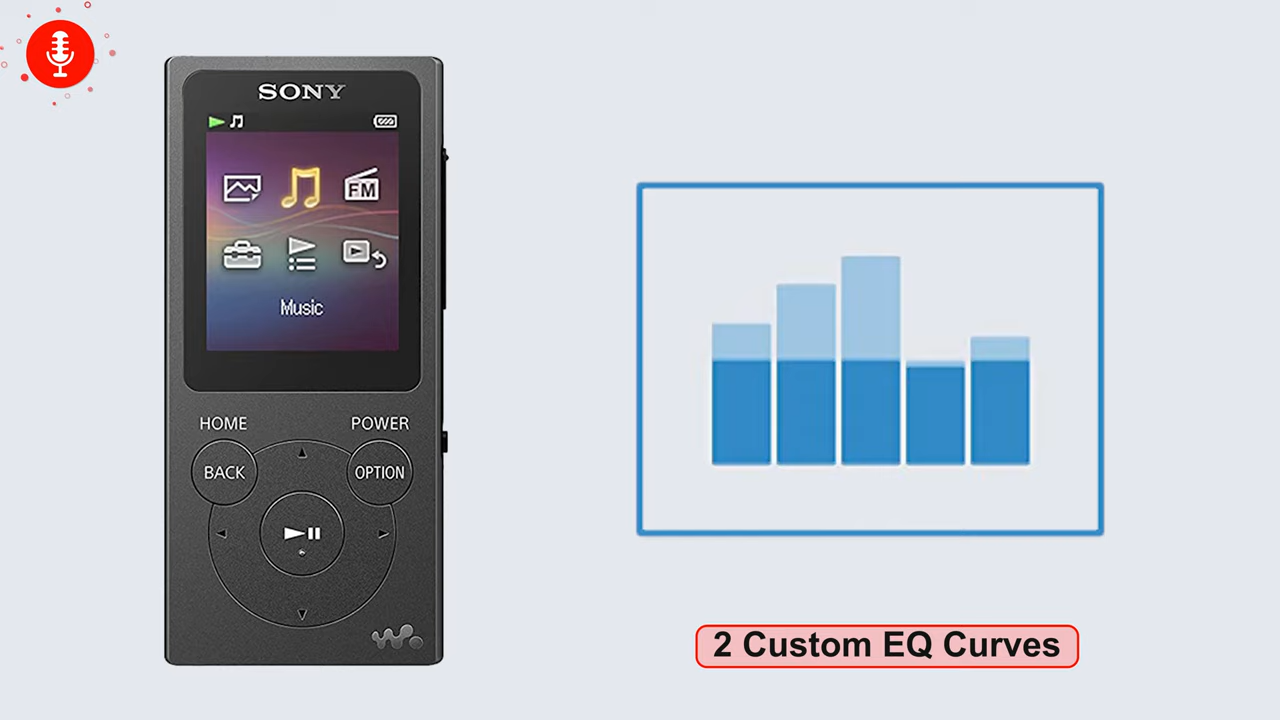 SONY
FM
Music
HOME
POWER
BACK
OPTION
2 Custom EQ Curves